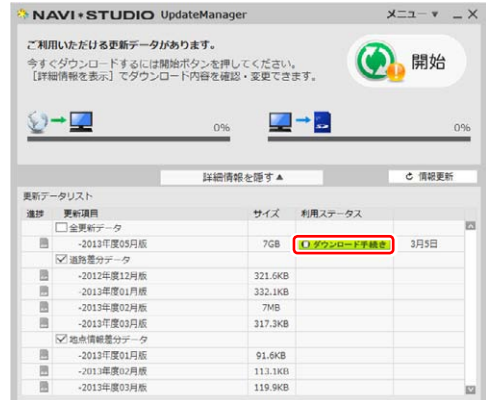 NAVI*STUDIO UpdateManager
メニュー ▼ _ X
ご利用いただける更新データがあります。
今すぐダウンロードするには開始ボタンを押してください。
[詳細情報を表示] でダウンロード内容を確認・変更できます。
開始
0%
0%
詳細情報を隠す▲
情報更新
更新データリスト
進捗 更新項目 サイズ 利用ステータス
全更新データ
-2013年度05月版 7GB ダウンロード手続き 3月5日
道路差分データ
-2012年度12月版 321.6KB
-2013年度01月版 332.1KB
-2013年度02月版 7MB
-2013年度03月版 317.3KB
地点情報差分データ
-2013年度01月版 91.6KB
-2013年度02月版 113.1KB
-2013年度03月版 119.9KB